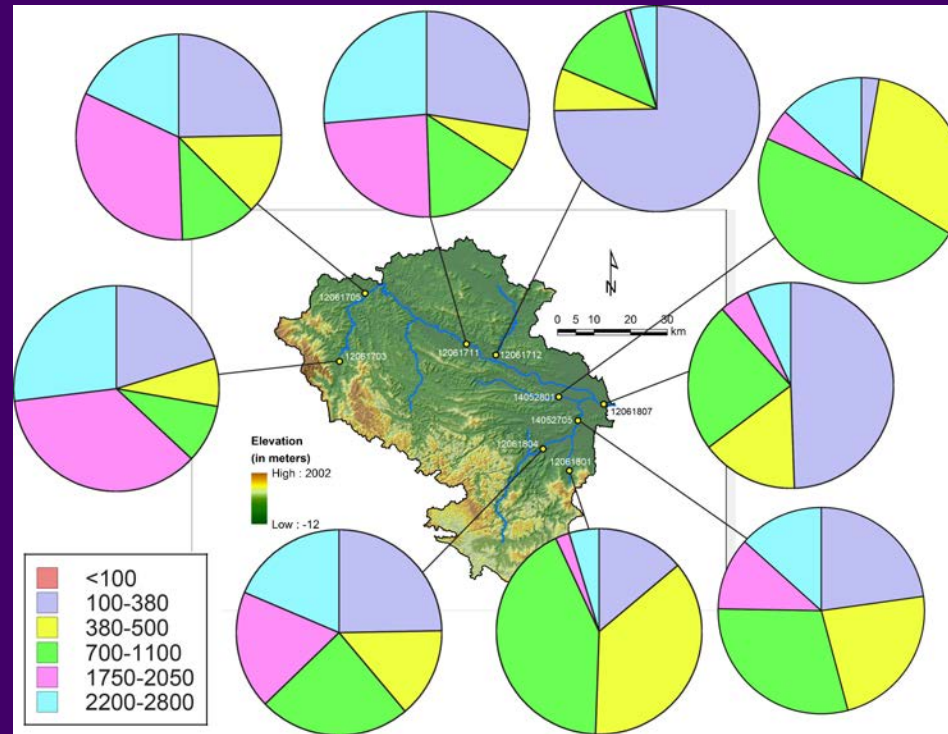 12061705
12061703
12061711
12061712
14052801
12061807
14052705
12061804
12061801
N
0 5 10 20 30
km
Elevation
(in meters)
High : 2002
Low : -12
<100
100-380
380-500
700-1100
1750-2050
2200-2800